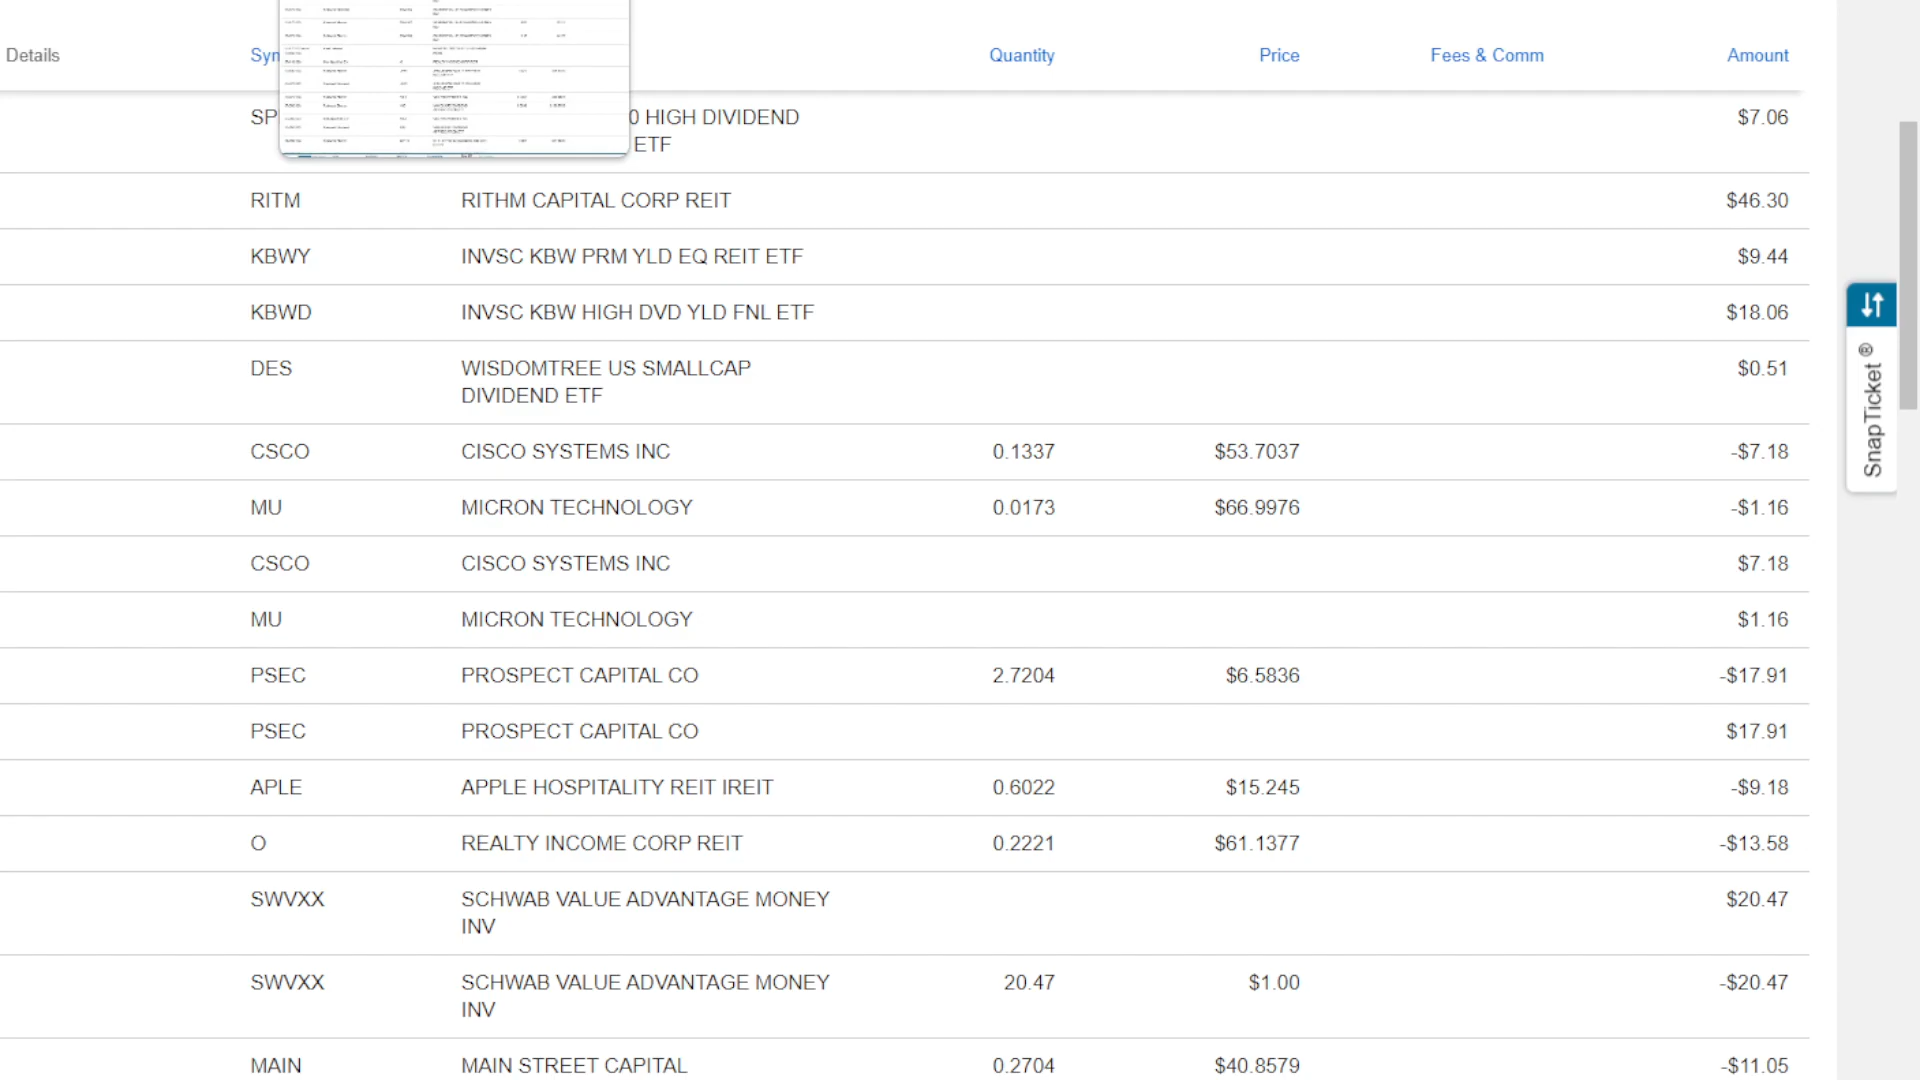 Details Syn Quantity Price Fees & Comm Amount
SP 0 HIGH DIVIDEND $7.06
ETF
RITM RITHM CAPITAL CORP REIT $46.30
KBWY INVSC KBW PRM YLD EQ REIT ETF $9.44
KBWD INVSC KBW HIGH DVD YLD FNL ETF $18.06
DES WISDOMTREE US SMALLCAP $0.51
DIVIDEND ETF
CSCO CISCO SYSTEMS INC 0.1337 $53.7037 -$7.18
MU MICRON TECHNOLOGY 0.0173 $66.9976 -$1.16
CSCO CISCO SYSTEMS INC $7.18
MU MICRON TECHNOLOGY $1.16
PSEC PROSPECT CAPITAL CO 2.7204 $6.5836 -$17.91
PSEC PROSPECT CAPITAL CO $17.91
APLE APPLE HOSPITALITY REIT IREIT 0.6022 $15.245 -$9.18
O REALTY INCOME CORP REIT 0.2221 $61.1377 -$13.58
SWVXX SCHWAB VALUE ADVANTAGE MONEY $20.47
INV
SWVXX SCHWAB VALUE ADVANTAGE MONEY 20.47 $1.00 -$20.47
INV
MAIN MAIN STREET CAPITAL 0.2704 $40.8579 -$11.05
SnapTicket ®